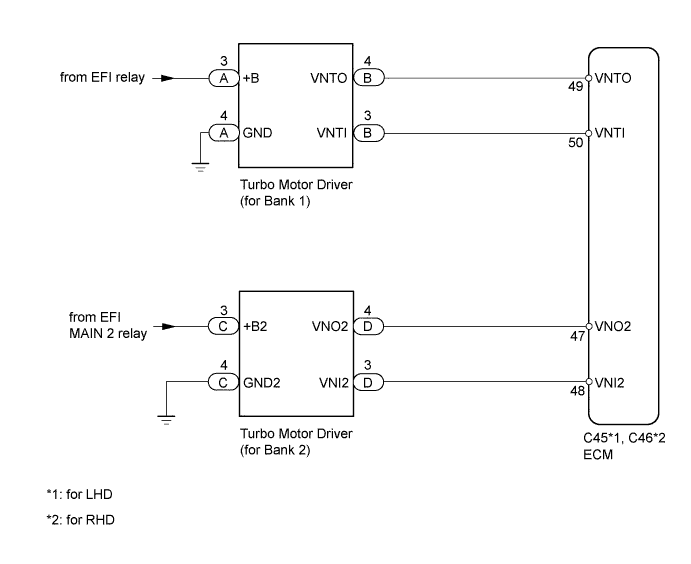 3 4
from EFI relay A +B VNTO B 49 VNTO
4 3
A GND VNTI B 50 VNTI
Turbo Motor Driver
(for Bank 1)
3 4
from EFI
MAIN 2 relay
C +B2 VNO2 D 47 VNO2
4 3
C GND2 VNI2 D 48 VNI2
Turbo Motor Driver
(for Bank 2)
C45*1, C46*2
ECM
*1: for LHD
*2: for RHD